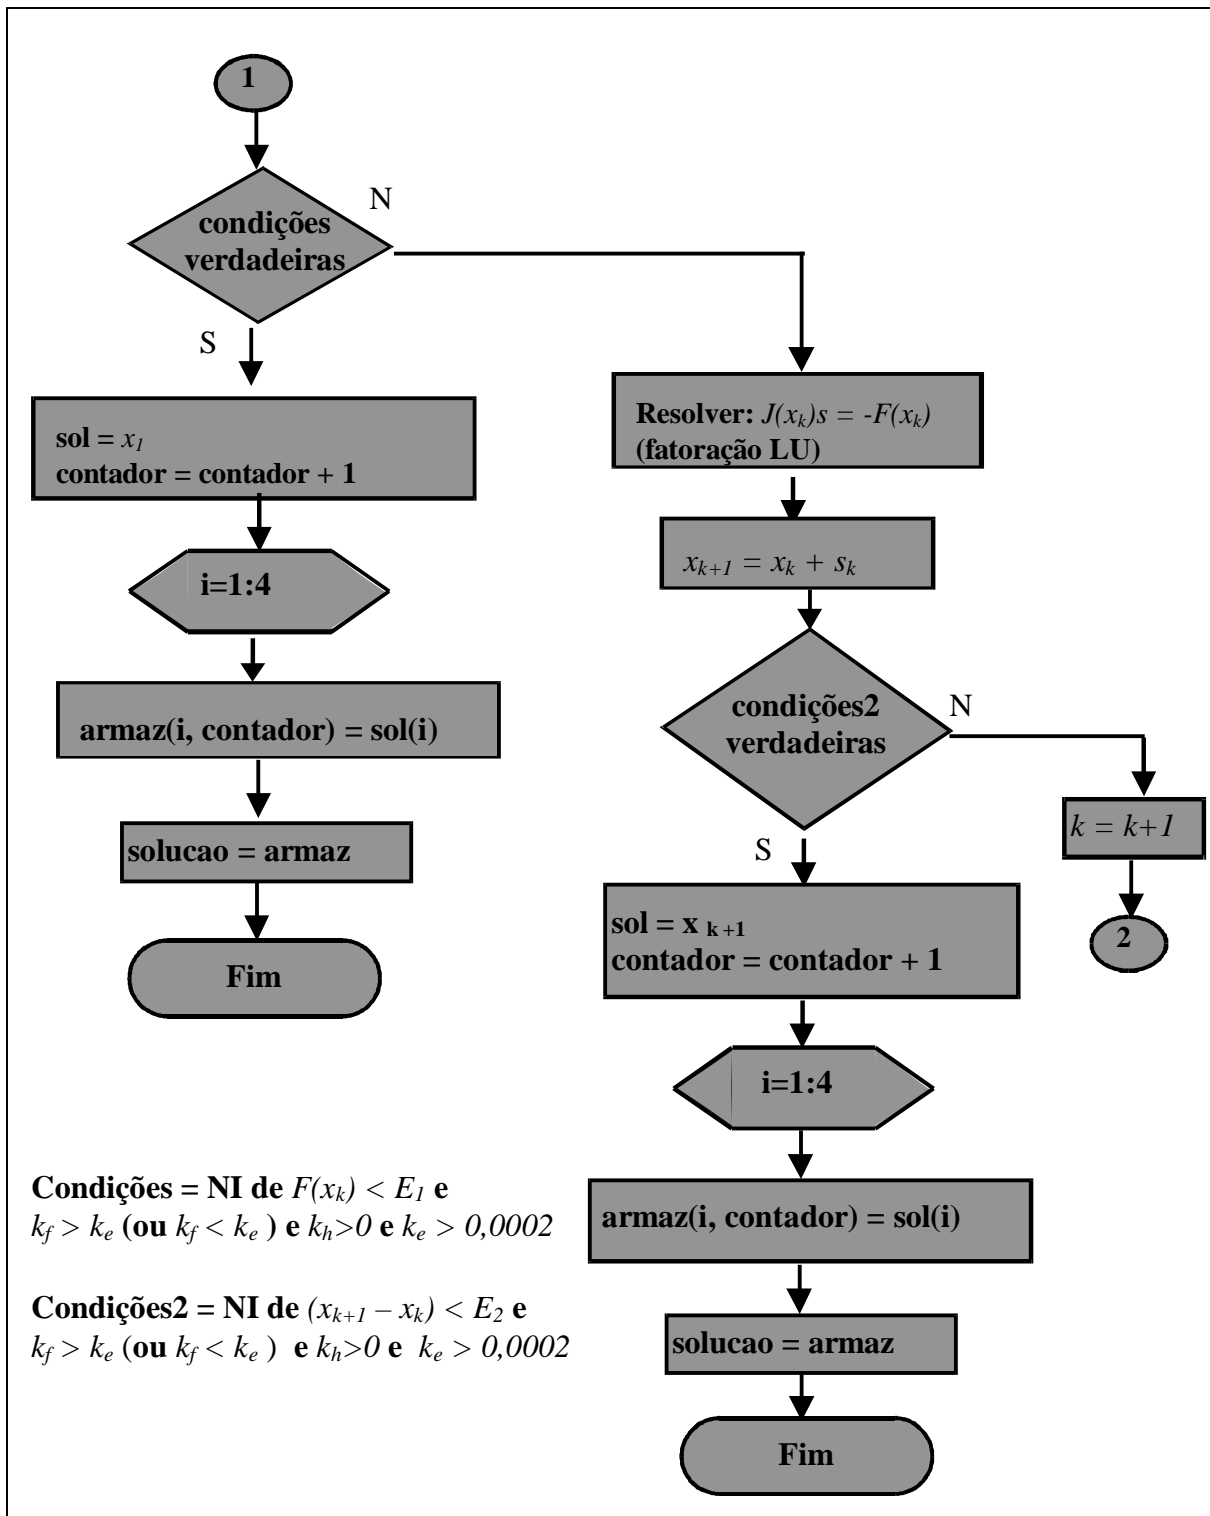 1
condições
verdadeiras
N
S
sol = x1
contador = contador + 1
i=1:4
armaz(i, contador) = sol(i)
solucao = armaz
Fim
Resolver: J(xk)s = -F(xk)
(fatoração LU)
xk+1 = xk + sk
condições2
verdadeiras
N
k = k+1
2
S
sol = x k +1
contador = contador + 1
i=1:4
armaz(i, contador) = sol(i)
solucao = armaz
Fim
Condições = NI de F(xk) < E1 e
kf > ke (ou kf < ke ) e kh>0 e ke > 0,0002
Condições2 = NI de (xk+1 – xk) < E2 e
kf > ke (ou kf < ke ) e kh>0 e ke > 0,0002